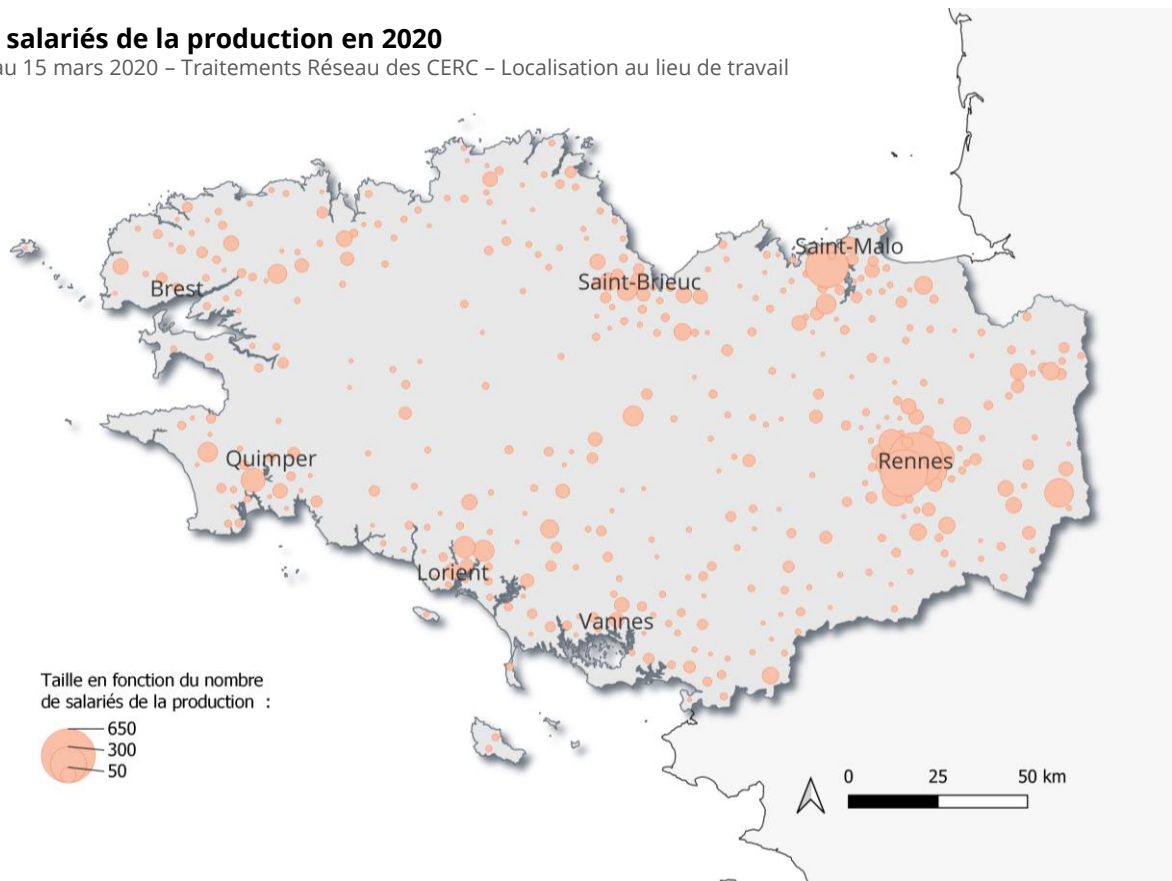 salariés de la production en 2020
au 15 mars 2020 – Traitements Réseau des CERC – Localisation au lieu de travail
Saint-Malo
Saint-Brieuc
Brest
Quimper
Rennes
Lorient
Vannes
Taille en fonction du nombre
de salariés de la production :
650
300
50
0 25 50 km